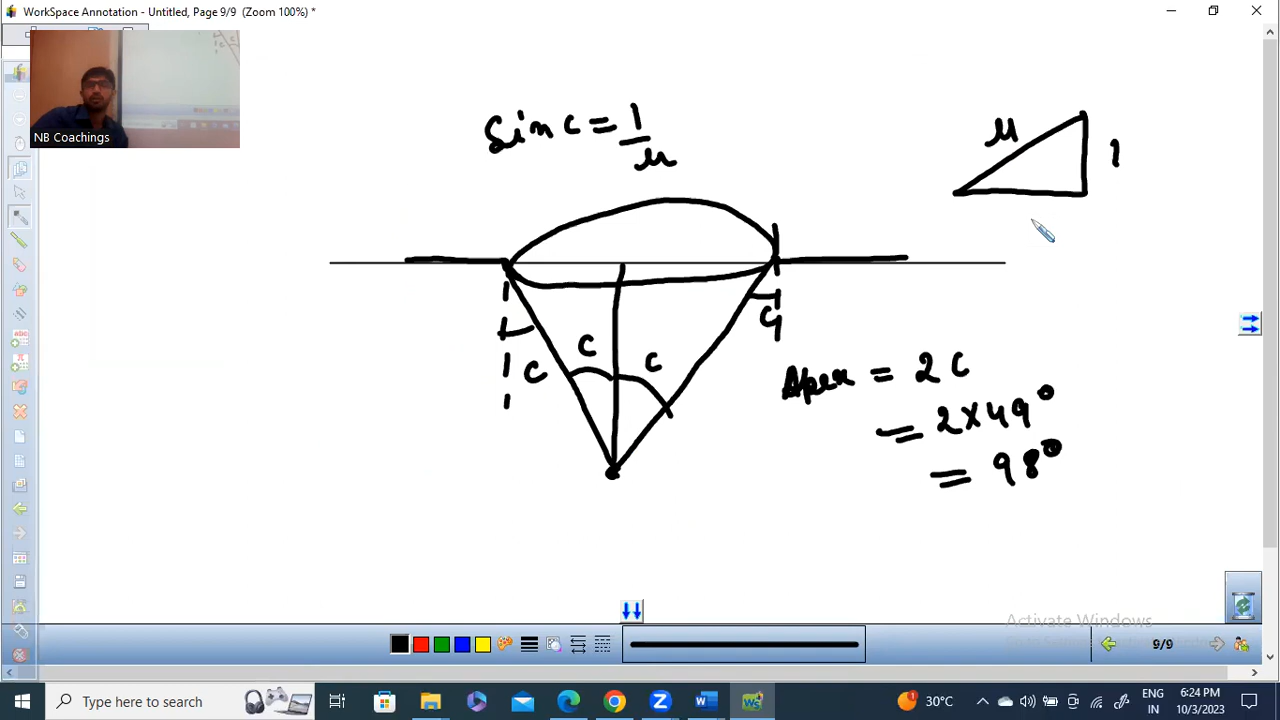 WorkSpace Annotation - Untitled, Page 9/9 (Zoom 100%) *
NB Coachings
Sin c = 1/μ
μ
1
C
C
C
C
Apex = 2 C
= 2 × 49°
= 98°
Activate Windows
9/9
Type here to search
30°C
ENG
IN
6:24 PM
10/3/2023